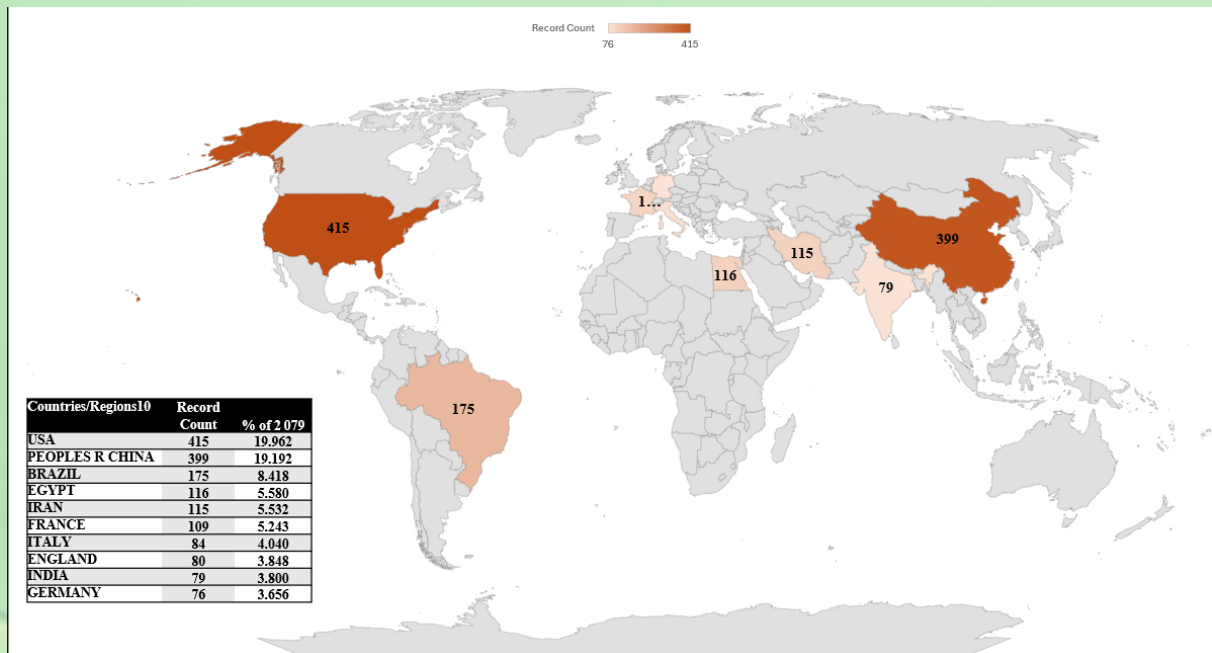 Record Count
76 415
415
1...
399
115
116
79
175
Countries/Regions10 Record Count % of 2 079
USA 415 19.962
PEOPLES R CHINA 399 19.192
BRAZIL 175 8.418
EGYPT 116 5.580
IRAN 115 5.532
FRANCE 109 5.243
ITALY 84 4.040
ENGLAND 80 3.848
INDIA 79 3.800
GERMANY 76 3.656